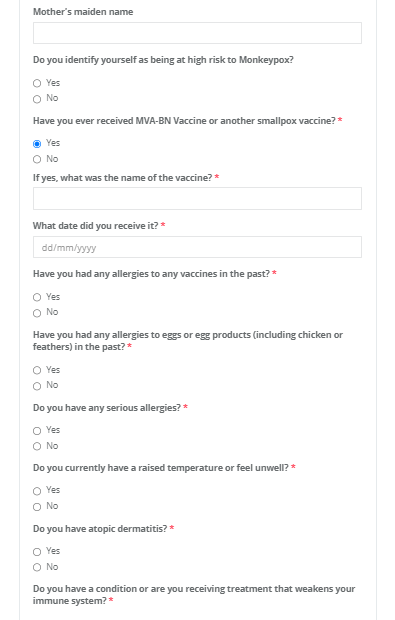 Mother's maiden name
Do you identify yourself as being at high risk to Monkeypox?
Yes
No
Have you ever received MVA-BN Vaccine or another smallpox vaccine? *
Yes
No
If yes, what was the name of the vaccine? *
What date did you receive it? *
dd/mm/yyyy
Have you had any allergies to any vaccines in the past? *
Yes
No
Have you had any allergies to eggs or egg products (including chicken or
feathers) in the past? *
Yes
No
Do you have any serious allergies? *
Yes
No
Do you currently have a raised temperature or feel unwell? *
Yes
No
Do you have atopic dermatitis? *
Yes
No
Do you have a condition or are you receiving treatment that weakens your
immune system? *